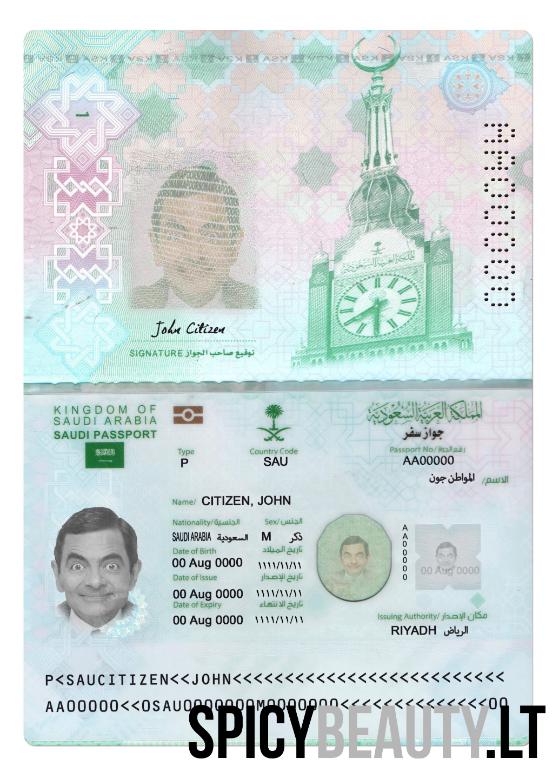 KSA KSA KSA KSA KSA KSA
1
AA00000
John Citizen
SIGNATURE توقيع صاحب الجواز
KINGDOM OF
SAUDI ARABIA
SAUDI PASSPORT
المملكة العربية السعودية
جواز سفر
Type
P
Country Code
SAU
Passport No/رقم الجواز
AA00000
الاسم/ المواطن جون
Name/ CITIZEN, JOHN
Nationality/الجنسية Sex/الجنس
SAUDI ARABIA السعودية M ذكر
Date of Birth تاريخ الميلاد
00 Aug 0000 ١١١١/١١/١١
Date of Issue تاريخ الإصدار
00 Aug 0000 ١١١١/١١/١١
Date of Expiry تاريخ الانتهاء
00 Aug 0000 ١١١١/١١/١١
AA00000
00 Aug 0000
Issuing Authority/مكان الإصدار
RIYADH الرياض
P<SAUCITIZEN<<JOHN<<<<<<<<<<<<<<<<<<<<<<<<<<
AA00000<<0SAU0000000M0000000<<<<<<<<<<<<<<00
SPICYBEAUTY.LT